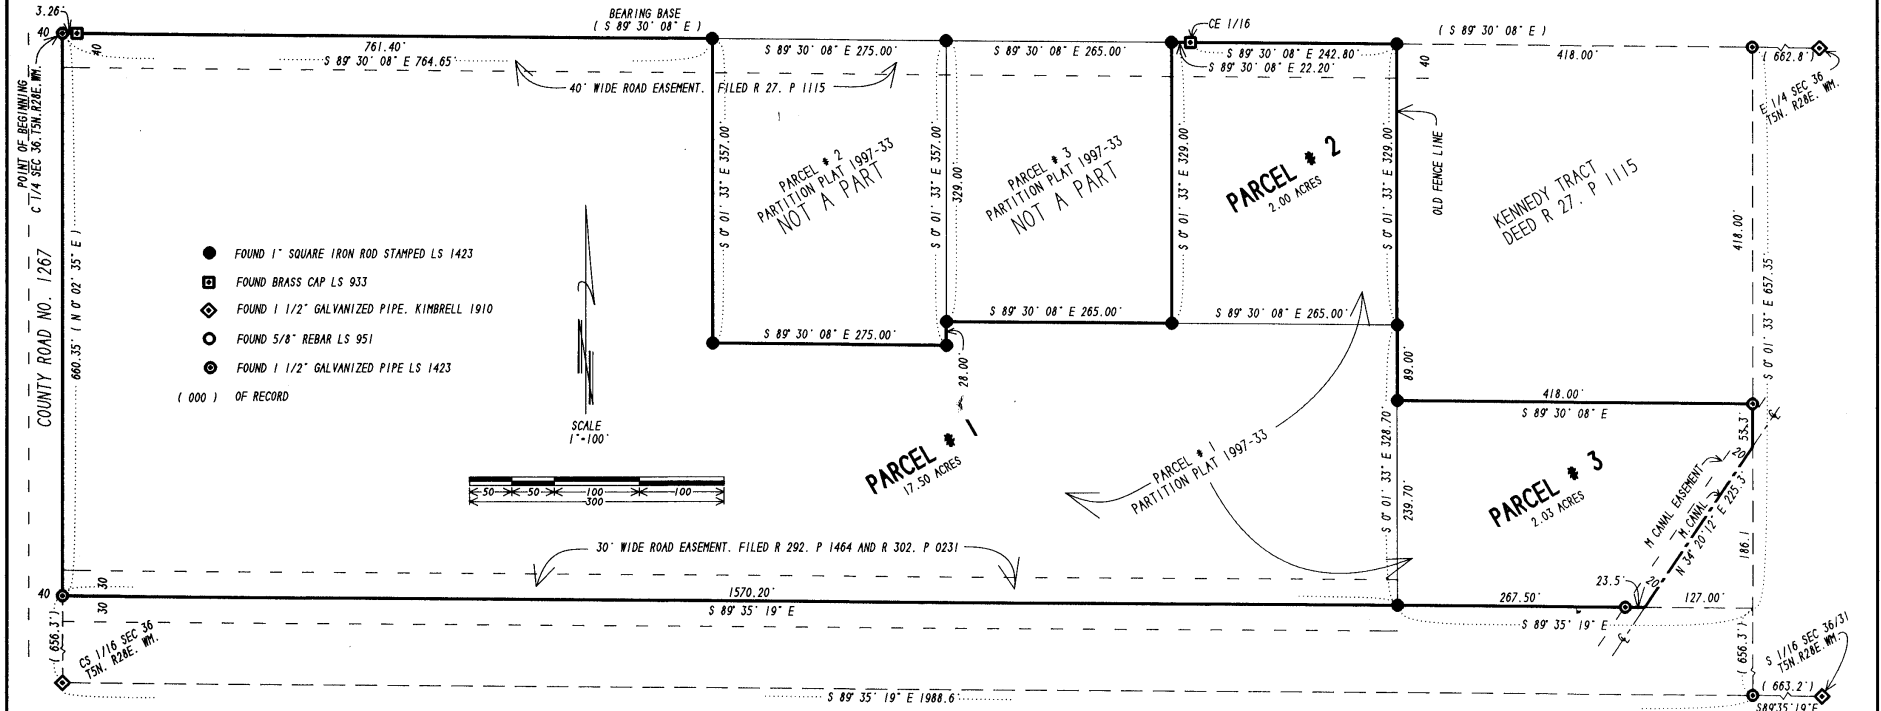 3.26'
40
40
POINT OF BEGINNING
C 1/4 SEC 36.T5N.R28E.WM.
BEARING BASE
( S 89° 30' 08" E )
761.40'
S 89° 30' 08" E 764.65'
40' WIDE ROAD EASEMENT. FILED R 27. P 1115
S 89° 30' 08" E 275.00'
S 89° 30' 08" E 265.00'
CE 1/16
S 89° 30' 08" E 242.80'
S 89° 30' 08" E 22.20'
( S 89° 30' 08" E )
40
418.00'
( 662.8')
E 1/4 SEC 36
T5N. R28E. WM.
COUNTY ROAD NO. 1267
660.35' ( N 0° 02' 35" E )
S 0° 01' 33" E 357.00'
PARCEL # 2
PARTITION PLAT 1997-33
NOT A PART
S 0° 01' 33" E 357.00'
329.00'
PARCEL # 3
PARTITION PLAT 1997-33
NOT A PART
S 0° 01' 33" E 329.00'
PARCEL # 2
2.00 ACRES
S 0° 01' 33" E 329.00'
OLD FENCE LINE
KENNEDY TRACT
DEED R 27. P 1115
418.00'
S 0° 01' 33" E 657.35'
FOUND 1" SQUARE IRON ROD STAMPED LS 1423
FOUND BRASS CAP LS 933
FOUND 1 1/2" GALVANIZED PIPE. KIMBRELL 1910
FOUND 5/8" REBAR LS 951
FOUND 1 1/2" GALVANIZED PIPE LS 1423
( 000 ) OF RECORD
N
SCALE
1"=100'
50 50 100 100
300
S 89° 30' 08" E 275.00'
28.00'
S 89° 30' 08" E 265.00'
S 89° 30' 08" E 265.00'
89.00'
418.00'
S 89° 30' 08" E
PARCEL # 1
17.50 ACRES
PARCEL # 1
PARTITION PLAT 1997-33
S 0° 01' 33" E 328.70'
239.70'
PARCEL # 3
2.03 ACRES
M CANAL EASEMENT
M. CANAL
N 34° 20' 12" E 225.3'
20
20
℄
53.3'
186.1
30' WIDE ROAD EASEMENT. FILED R 292. P 1464 AND R 302. P 0231
40
30
30
1570.20'
S 89° 35' 19" E
267.50'
23.5'
127.00'
S 89° 35' 19" E
℄
( 656.3')
CS 1/16 SEC 36
T5N. R28E. WM.
S 89° 35' 19" E 1988.6'
( 656.3')
S 1/16 SEC 36/31
T5N.R28E.WM.
( 663.2')
S89°35'19"E